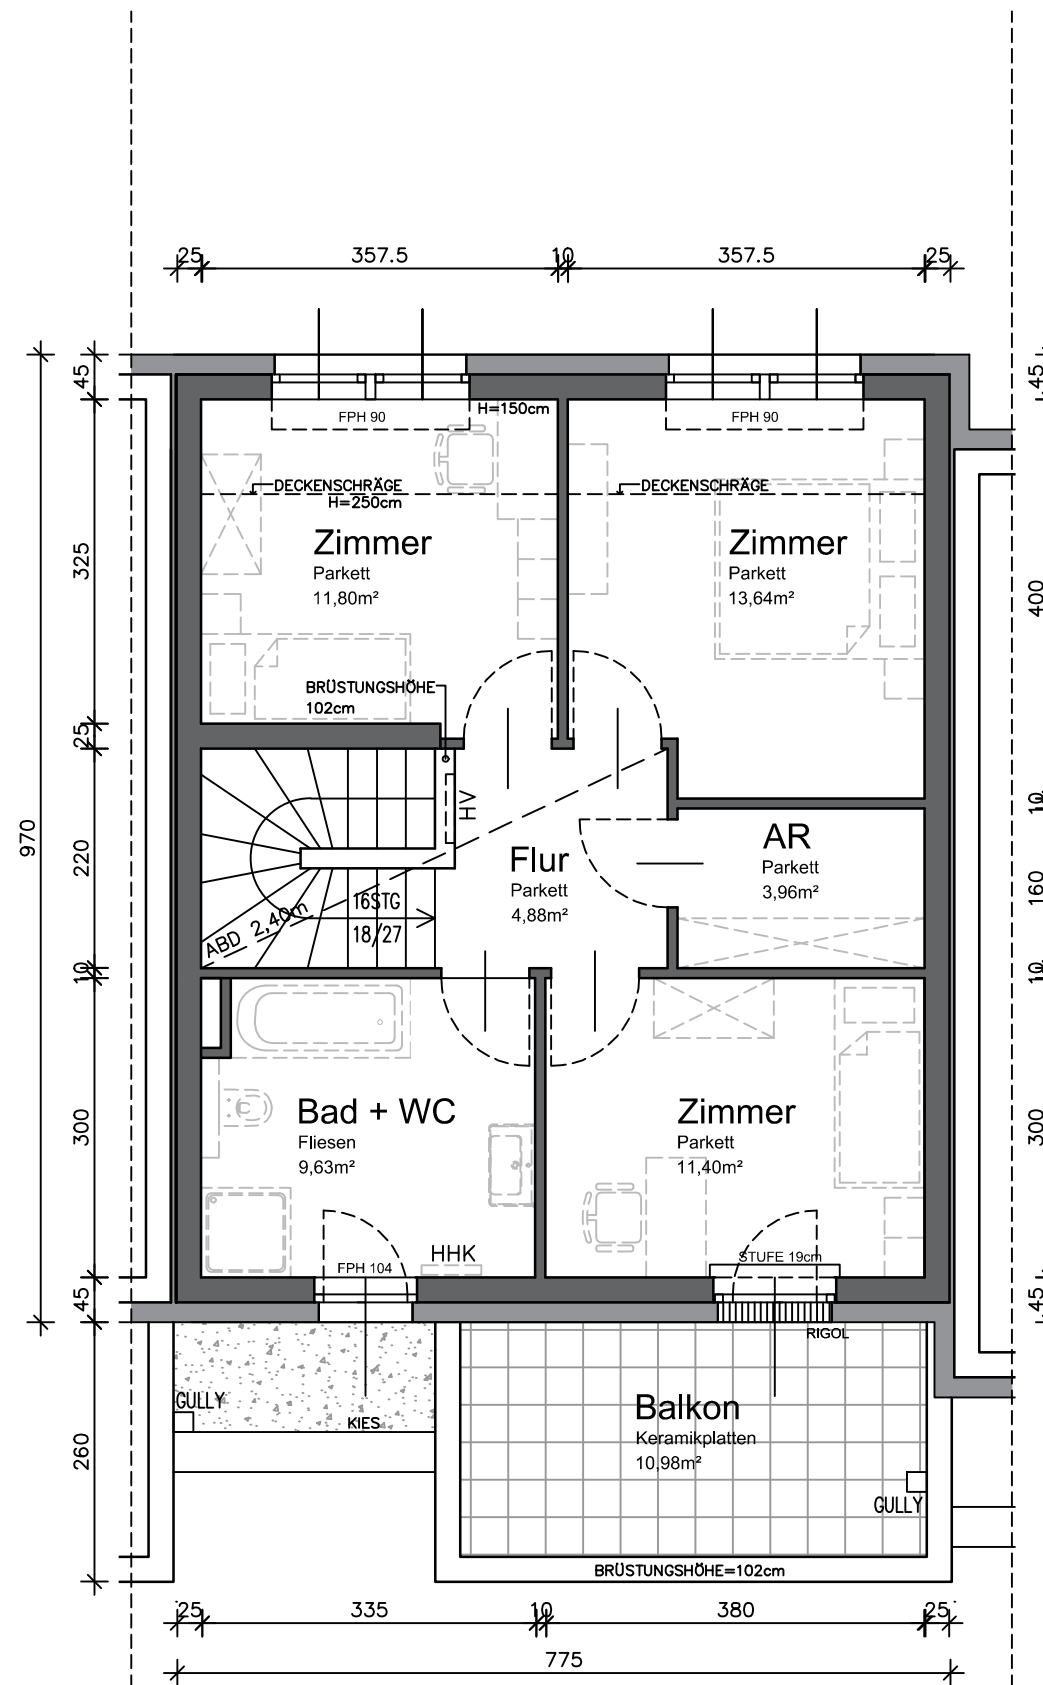 25
357.5
10
357.5
25
45
45
FPH 90
H=150cm
FPH 90
DECKENSCHRÄGE
H=250cm
DECKENSCHRÄGE
Zimmer
Parkett
11,80m²
Zimmer
Parkett
13,64m²
325
400
BRÜSTUNGSHÖHE
102cm
25
HV
10
970
220
Flur
Parkett
4,88m²
AR
Parkett
3,96m²
160
16STG
18/27
ABD 2,40m
10
10
Bad + WC
Fliesen
9,63m²
Zimmer
Parkett
11,40m²
300
300
HHK
FPH 104
STUFE 19cm
45
45
RIGOL
GULLY
KIES
Balkon
Keramikplatten
10,98m²
260
GULLY
BRÜSTUNGSHÖHE=102cm
25
335
10
380
25
775